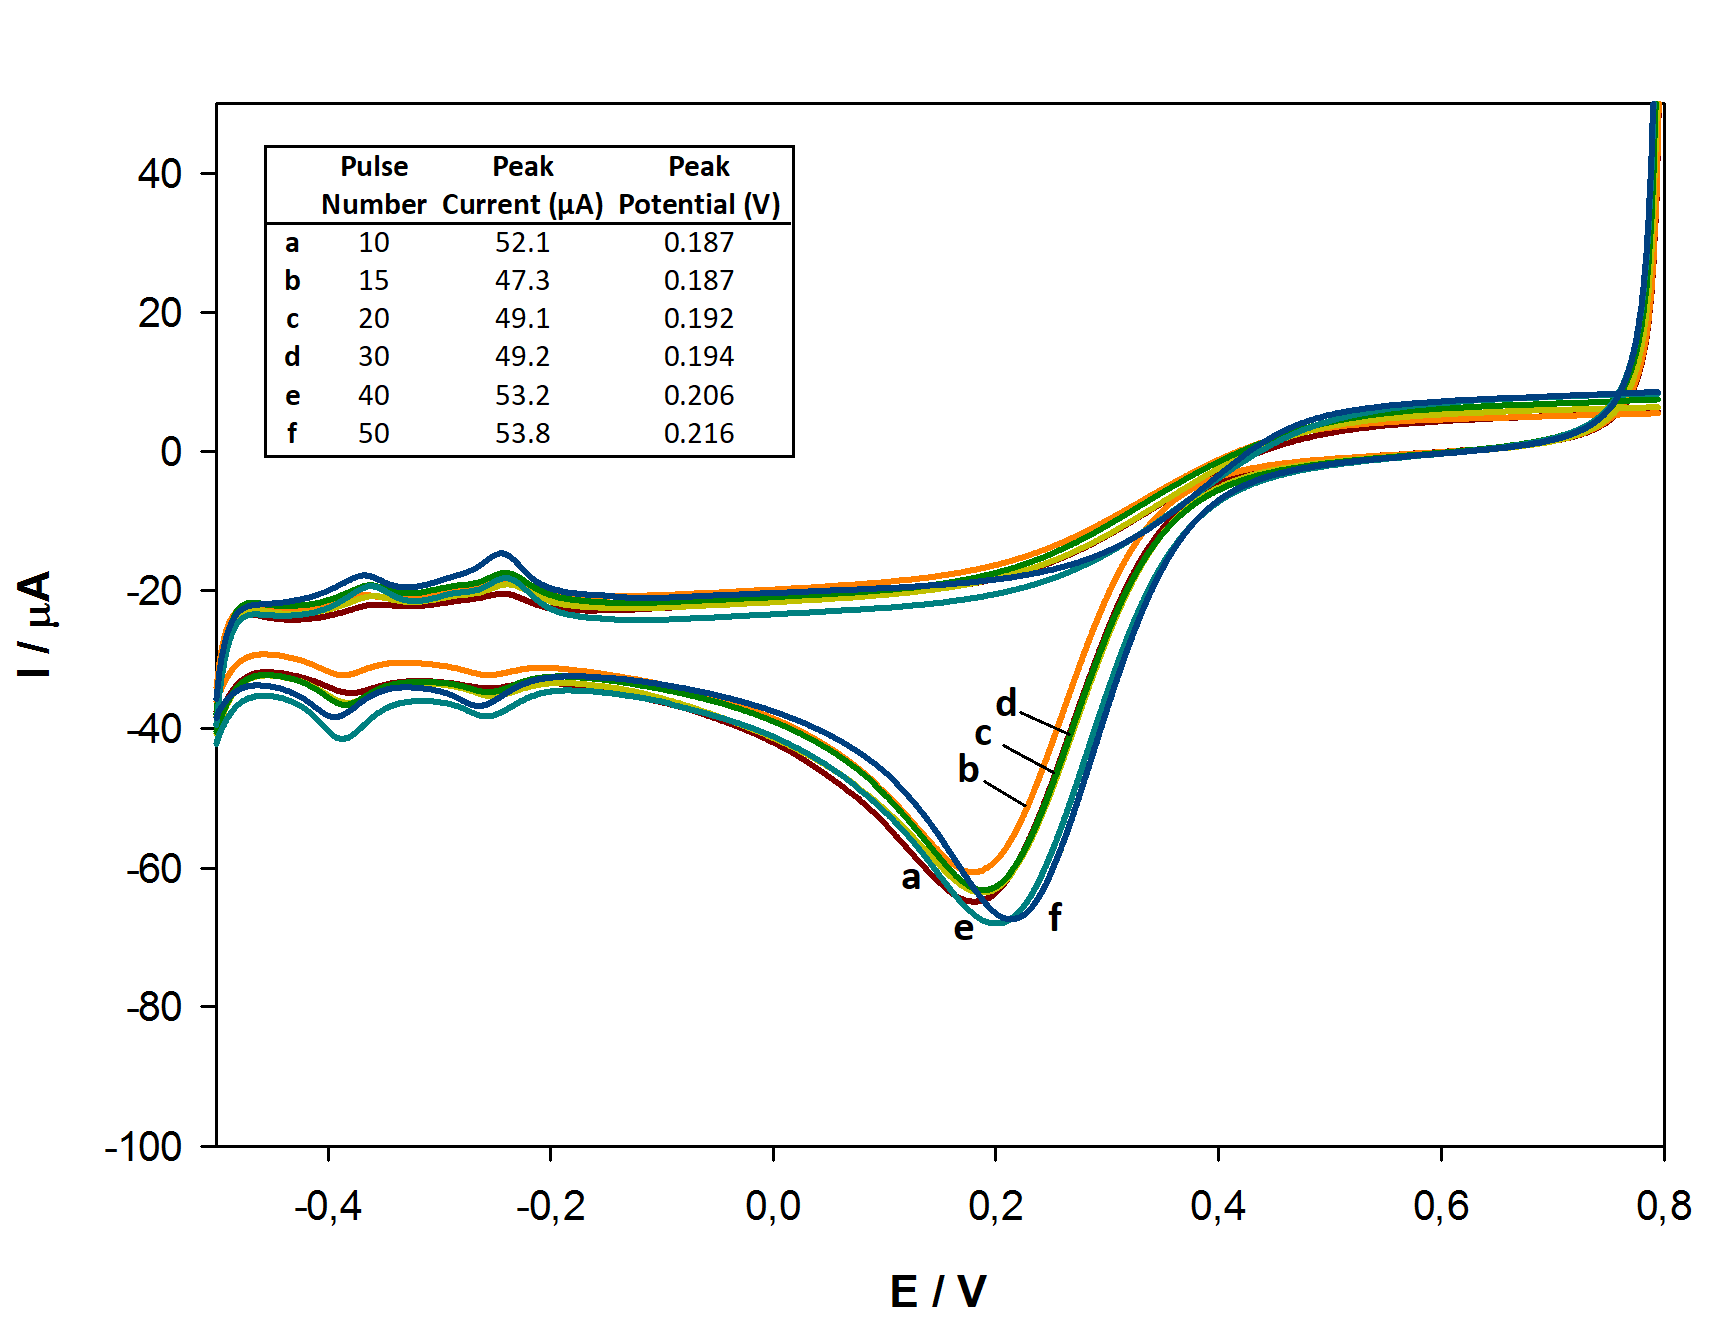 40
20
0
-20
-40
-60
-80
-100
I / µA
Pulse Peak Peak
Number Current (µA) Potential (V)
a 10 52.1 0.187
b 15 47.3 0.187
c 20 49.1 0.192
d 30 49.2 0.194
e 40 53.2 0.206
f 50 53.8 0.216
d
c
b
a
e
f
-0,4 -0,2 0,0 0,2 0,4 0,6 0,8
E / V